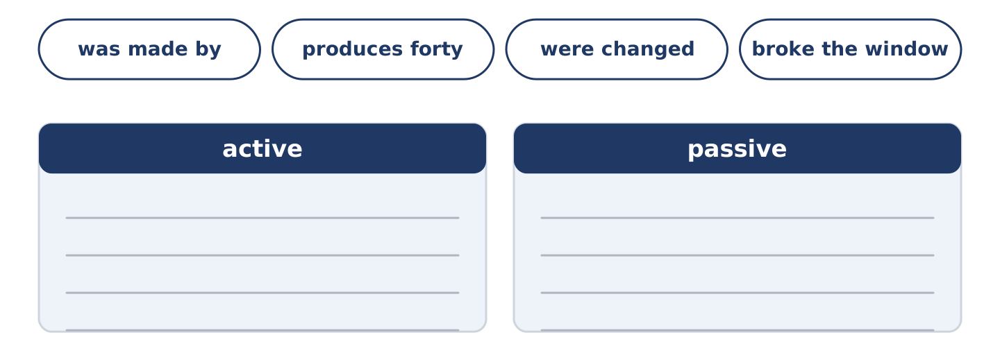 was made by
produces forty
were changed
broke the window
active
passive